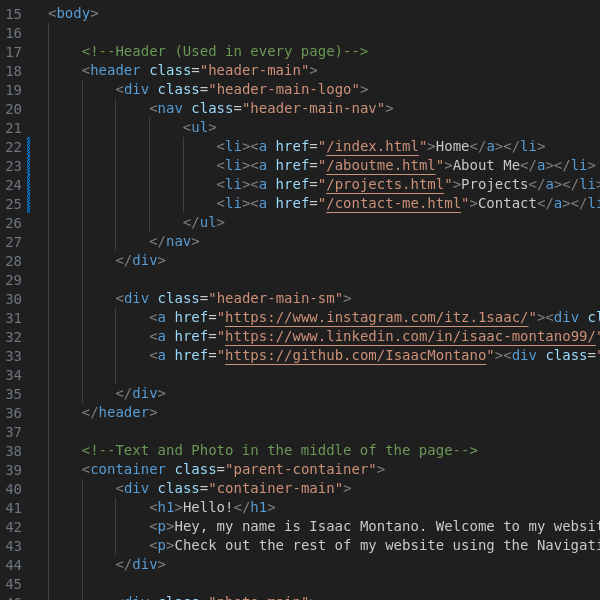 15 <body>
16
17 <!--Header (Used in every page)-->
18 <header class="header-main">
19 <div class="header-main-logo">
20 <nav class="header-main-nav">
21 <ul>
22 <li><a href="/index.html">Home</a></li>
23 <li><a href="/aboutme.html">About Me</a></li>
24 <li><a href="/projects.html">Projects</a></li>
25 <li><a href="/contact-me.html">Contact</a></li
26 </ul>
27 </nav>
28 </div>
29
30 <div class="header-main-sm">
31 <a href="https://www.instagram.com/itz.1saac/"><div cl
32 <a href="https://www.linkedin.com/in/isaac-montano99/"
33 <a href="https://github.com/IsaacMontano"><div class=
34
35 </div>
36 </header>
37
38 <!--Text and Photo in the middle of the page-->
39 <container class="parent-container">
40 <div class="container-main">
41 <h1>Hello!</h1>
42 <p>Hey, my name is Isaac Montano. Welcome to my websit
43 <p>Check out the rest of my website using the Navigati
44 </div>
45
46 <div class="photo-main">